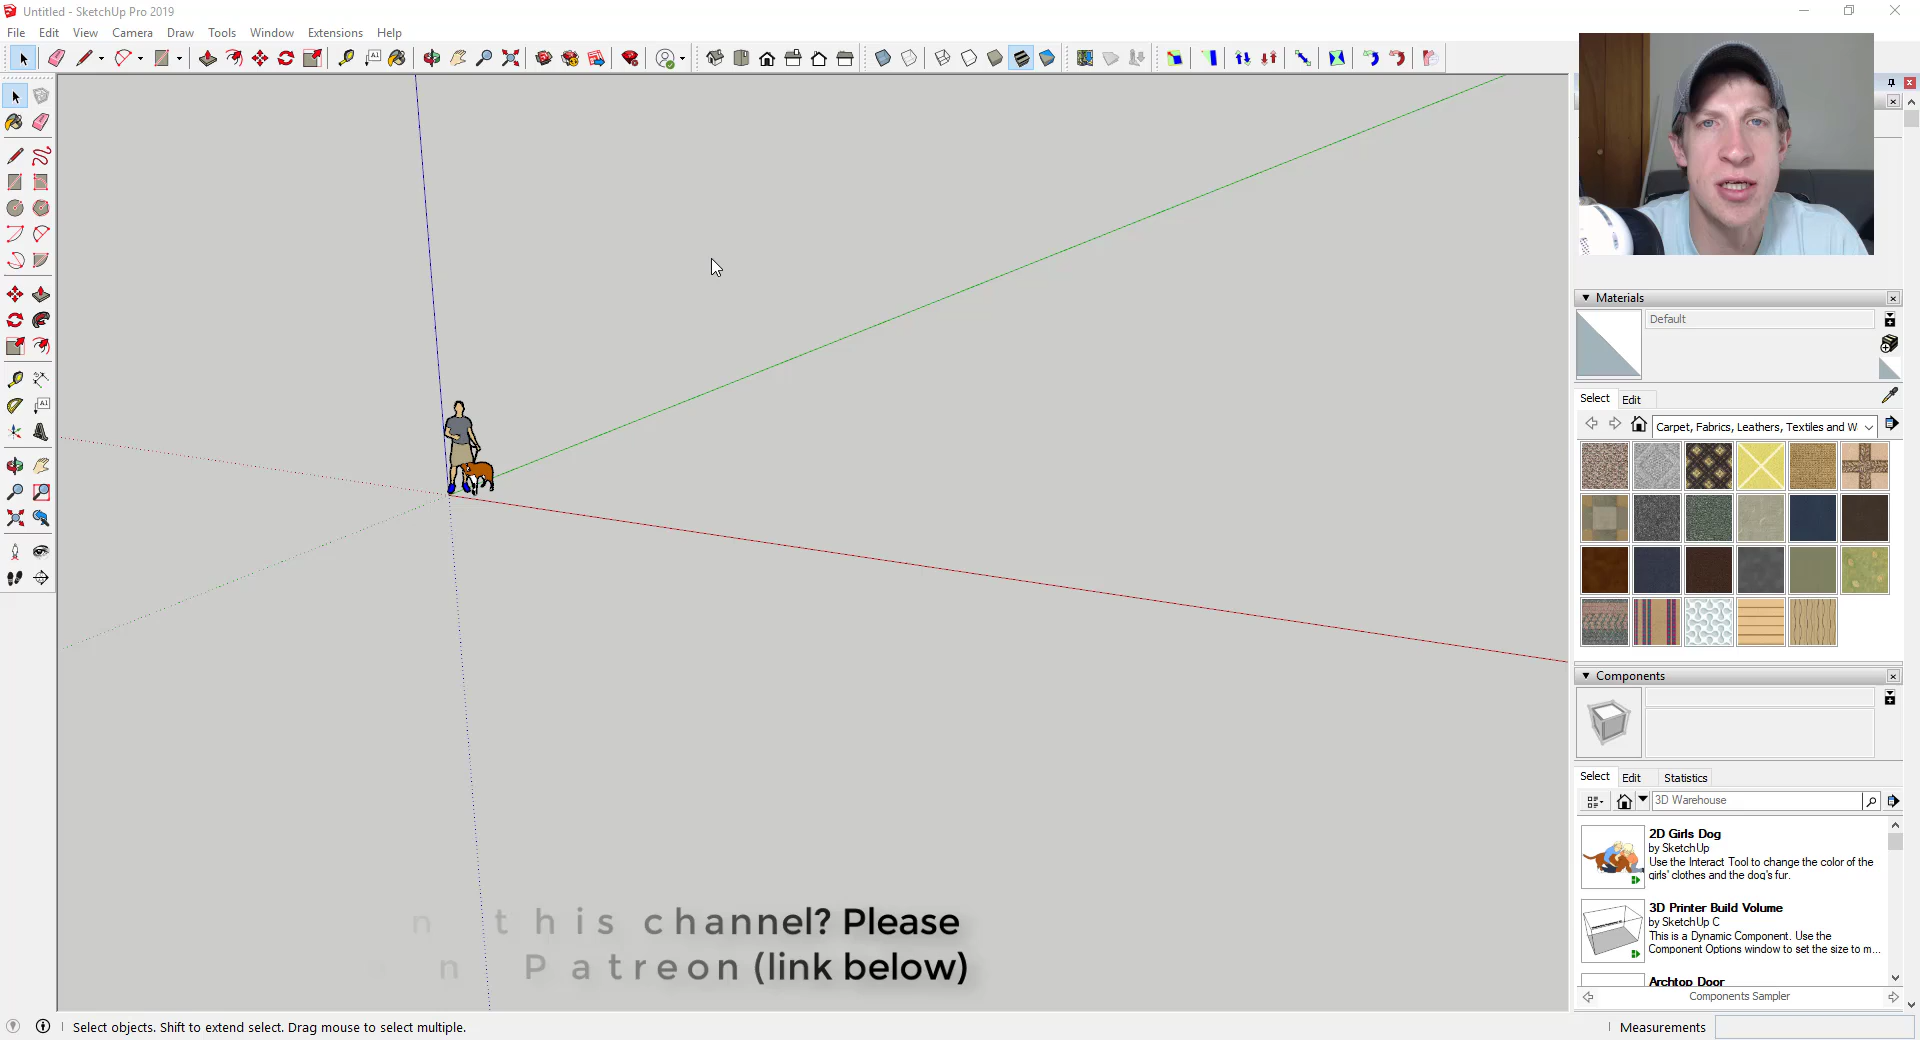 Untitled - SketchUp Pro 2019
File Edit View Camera Draw Tools Window Extensions Help
Materials
Default
Select Edit
Carpet, Fabrics, Leathers, Textiles and W
Components
Select Edit Statistics
3D Warehouse
2D Girls Dog
by SketchUp
Use the Interact Tool to change the color of the
girls' clothes and the dog's fur.
3D Printer Build Volume
by SketchUp C
This is a Dynamic Component. Use the
Component Options window to set the size to m...
Archtop Door
Components Sampler
n this channel? Please
n Patreon (link below)
Select objects. Shift to extend select. Drag mouse to select multiple.
Measurements